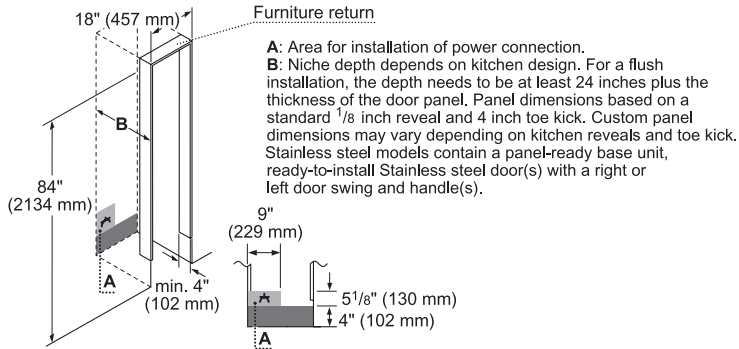 18" (457 mm)
Furniture return
A: Area for installation of power connection.
B: Niche depth depends on kitchen design. For a flush
installation, the depth needs to be at least 24 inches plus the
thickness of the door panel. Panel dimensions based on a
standard 1/8 inch reveal and 4 inch toe kick. Custom panel
dimensions may vary depending on kitchen reveals and toe kick.
Stainless steel models contain a panel-ready base unit,
ready-to-install Stainless steel door(s) with a right or
left door swing and handle(s).
B
84"
(2134 mm)
A
min. 4"
(102 mm)
9"
(229 mm)
51/8" (130 mm)
4" (102 mm)
A